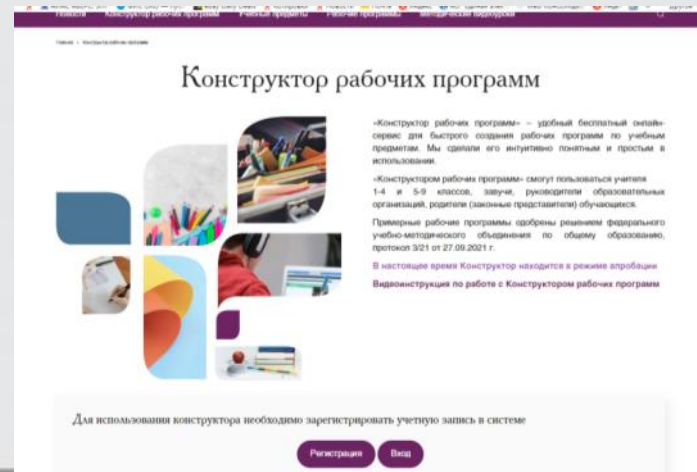 Новости Конструктор рабочих программ Учебные предметы Рабочие программы Методические видеоуроки
Главная Конструктор рабочих программ
Конструктор рабочих программ
«Конструктор рабочих программ» – удобный бесплатный онлайн-
сервис для быстрого создания рабочих программ по учебным
предметам. Мы сделали его интуитивно понятным и простым в
использовании.
«Конструктором рабочих программ» смогут пользоваться учителя
1-4 и 5-9 классов, завучи, руководители образовательных
организаций, родители (законные представители) обучающихся.
Примерные рабочие программы одобрены решением федерального
учебно-методического объединения по общему образованию,
протокол 3/21 от 27.09.2021 г.
В настоящее время Конструктор находится в режиме апробации
Видеоинструкция по работе с Конструктором рабочих программ
Для использования конструктора необходимо зарегистрировать учетную запись в системе
Регистрация Вход